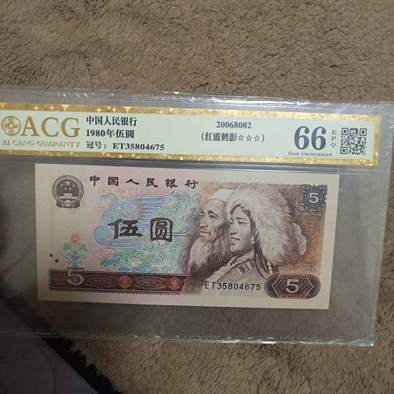 ACG
AI CANG GUARANTY
中国人民银行
1980年伍圆
冠号：ET35804675
20068082
（红霞鹤影☆☆☆）
66
EPQ
Gem Uncirculated
中国人民银行
5
伍圆
5
ET35804675
5